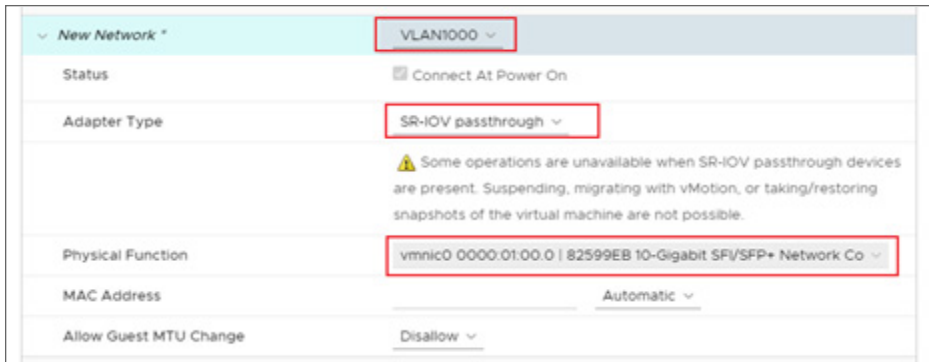 New Network * VLAN1000
Status Connect At Power On
Adapter Type SR-IOV passthrough
Some operations are unavailable when SR-IOV passthrough devices
are present. Suspending, migrating with vMotion, or taking/restoring
snapshots of the virtual machine are not possible.
Physical Function vmnic0 0000:01:00.0 | 82599EB 10-Gigabit SFI/SFP+ Network Co
MAC Address Automatic
Allow Guest MTU Change Disallow